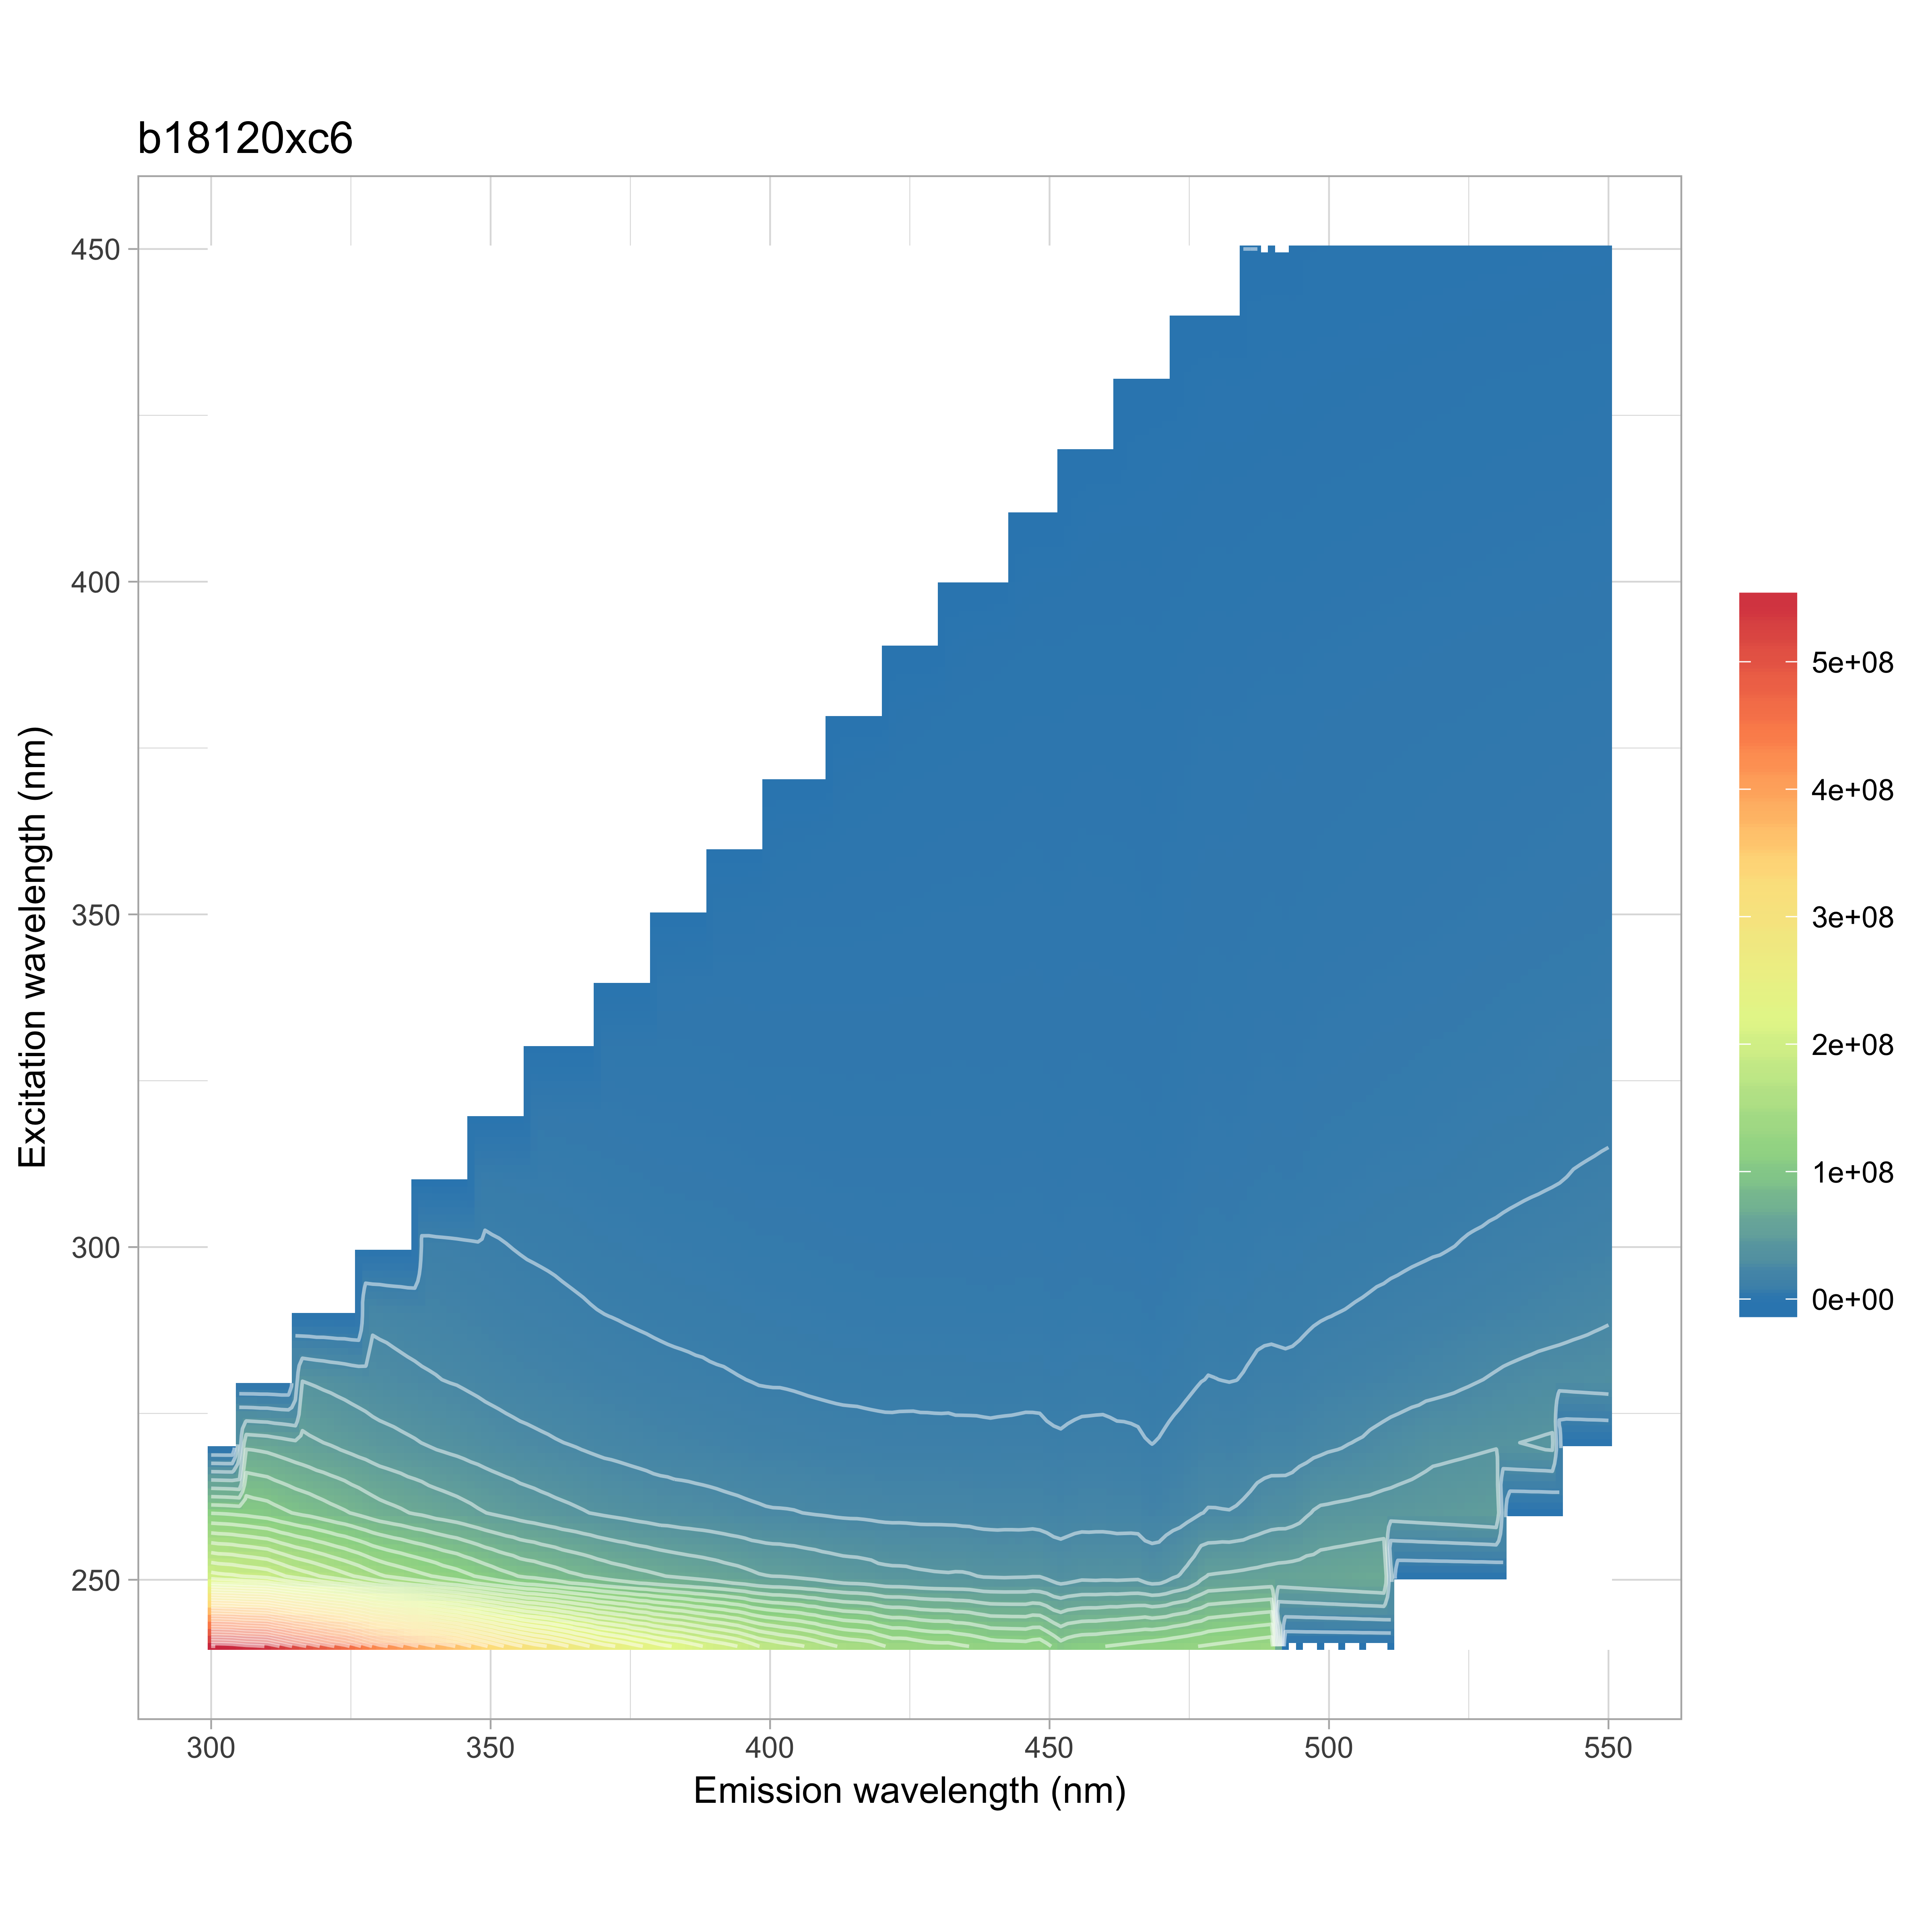 b18120xc6
450
400
350
300
250
Excitation wavelength (nm)
300
350
400
450
500
550
Emission wavelength (nm)
5e+08
4e+08
3e+08
2e+08
1e+08
0e+00